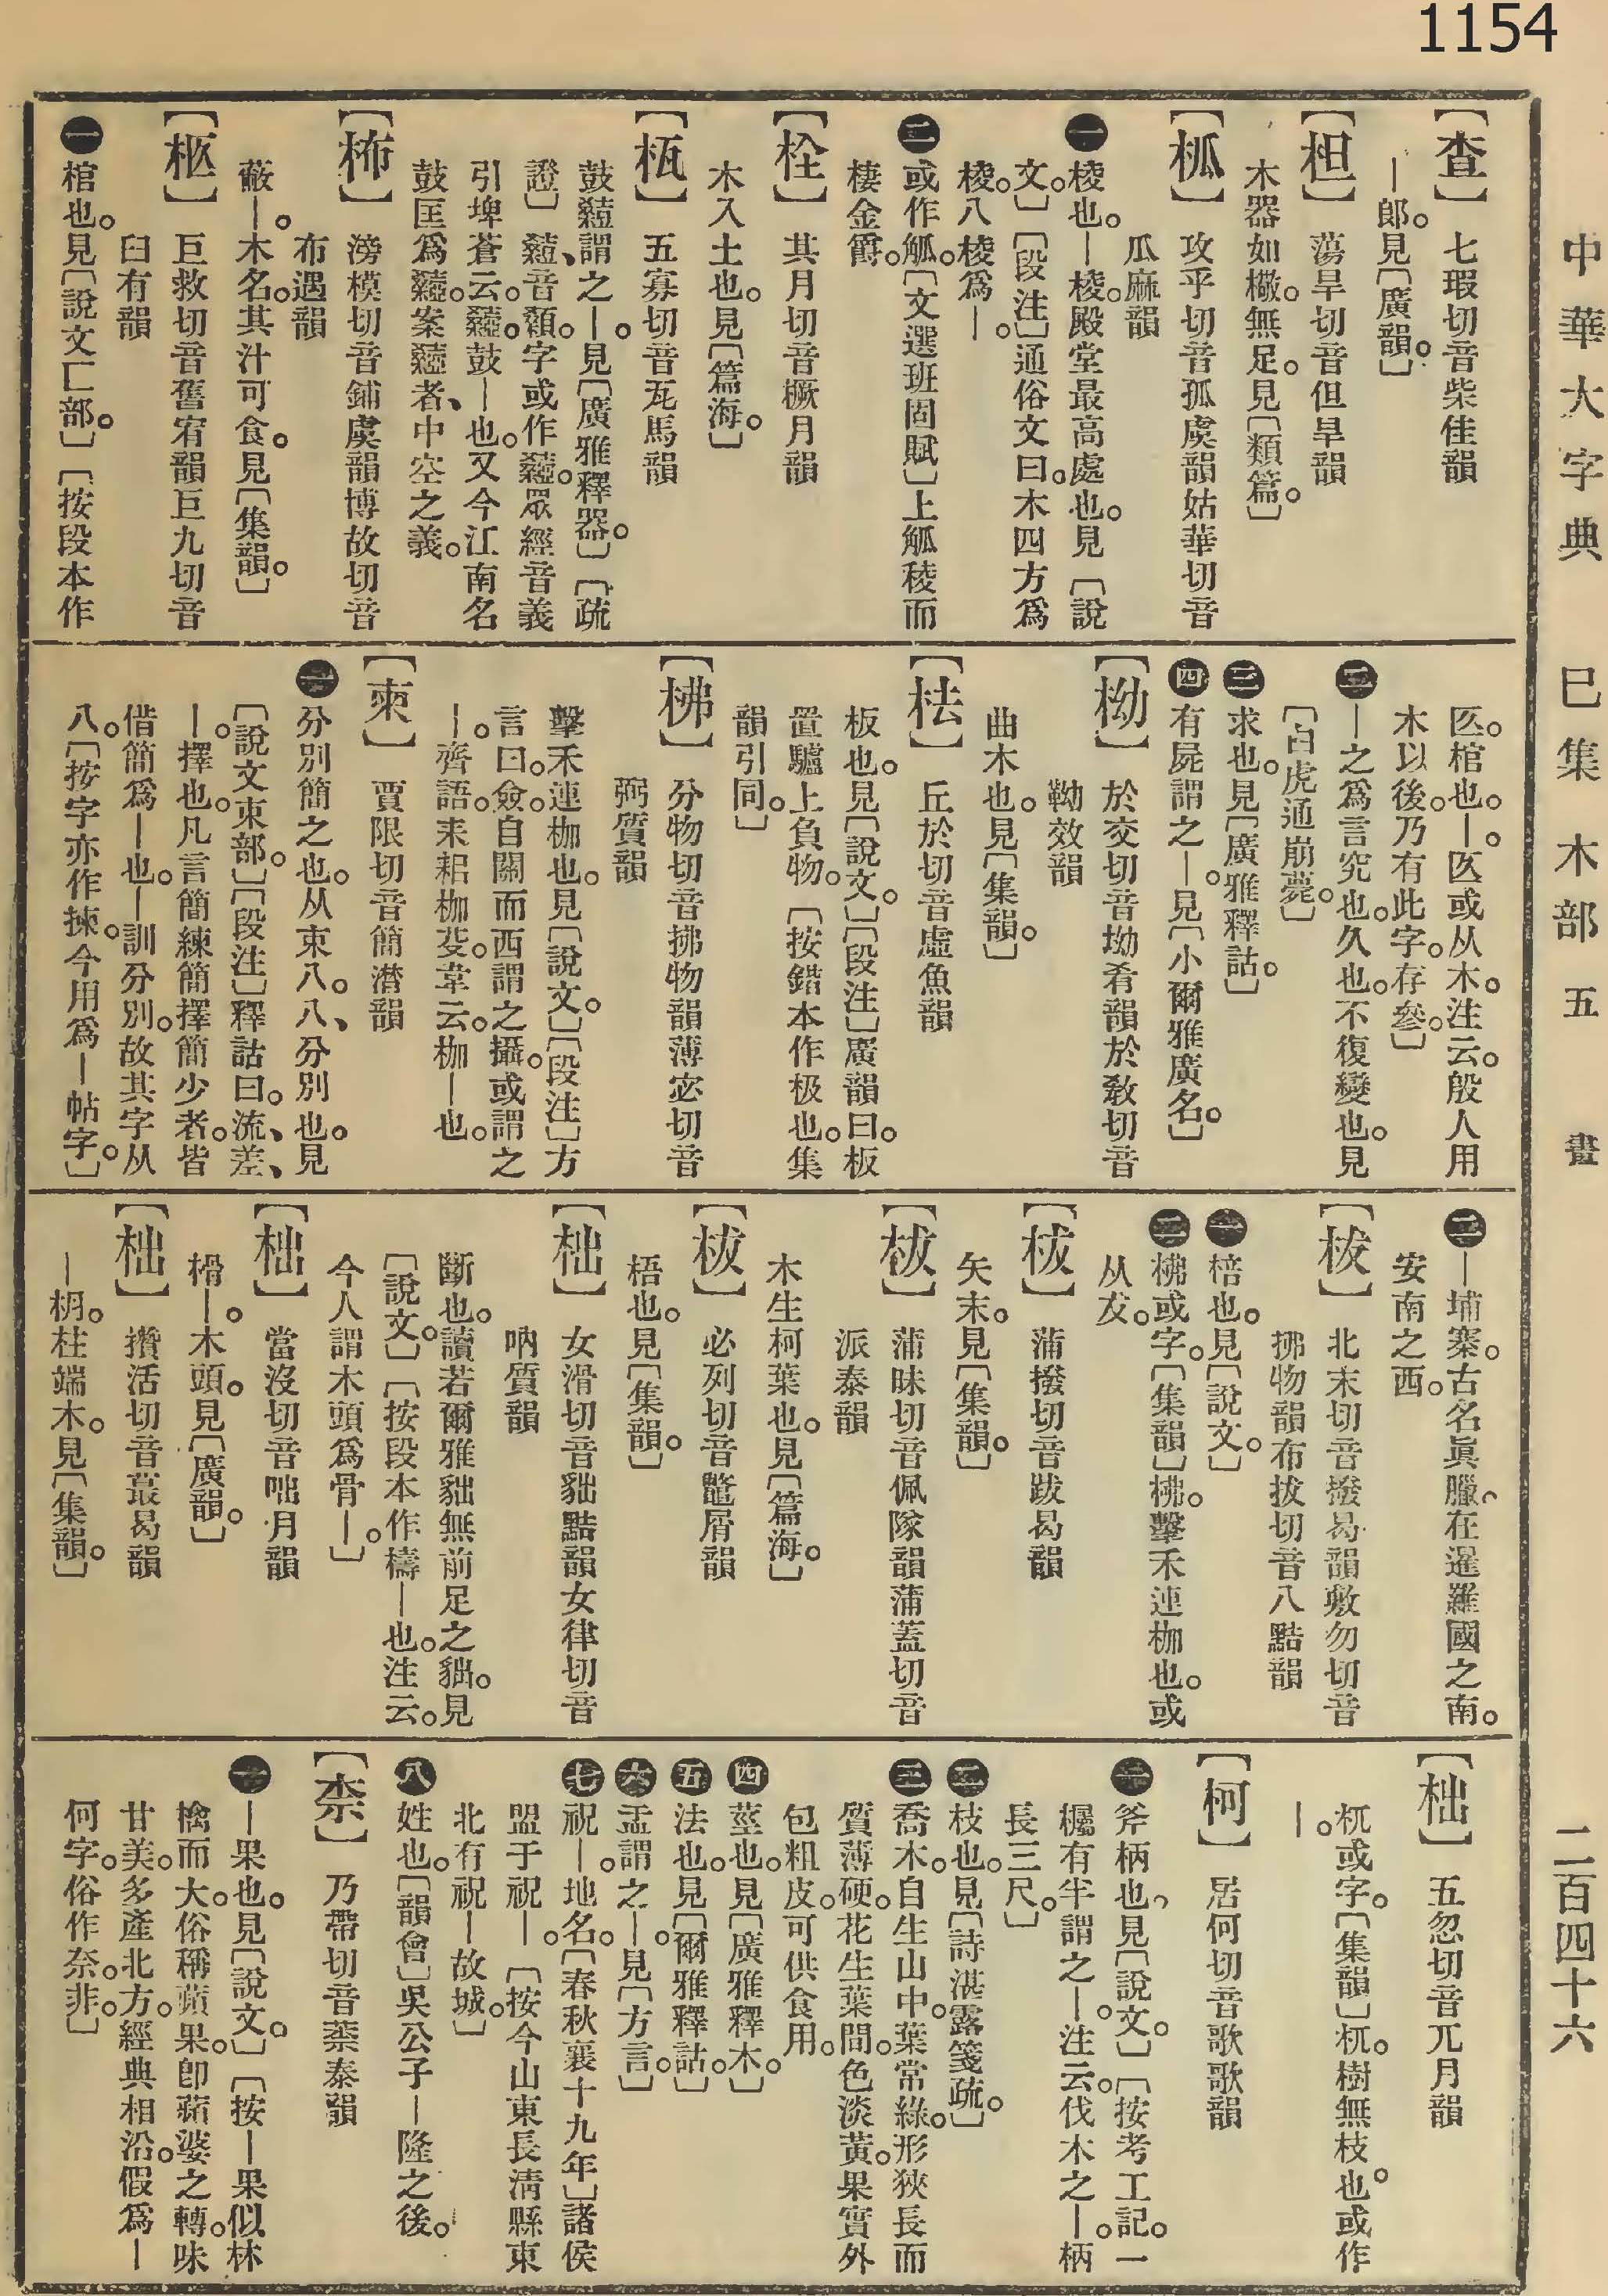 1154
中華大字典 巳集 木部 五畫 二百四十六
【查】七瑕切音柴佳韻
｜郎。見〔廣韻。〕
【柦】蕩旱切音但旱韻
木器如橛。無足。見〔類篇。〕
【柧】攻乎切音孤虞韻姑華切音
瓜麻韻
㊀棱也。｜棱。殿堂最高處也。見〔說
文。〕〔段注〕通俗文曰。木四方爲
棱。八棱爲｜。
㊁或作觚。〔文選班固賦〕上觚稜而
棲金爵。
【栓】其月切音橛月韻
木入土也。見〔篇海。〕
【㭏】五寡切音瓦馬韻
鼓𪔛、謂之｜。見〔廣雅釋器。〕〔疏
證〕𪔛、音顙。字或作𪔛。眾經音義
引埤蒼云。𪔛。鼓｜也。又今江南名
鼓匡爲𪔛。案𪔛者、中空之義。
【柨】滂模切音鋪虞韻博故切音
布遇韻
蔽｜。木名。其汁可食。見〔集韻。〕
【柩】巨救切音舊宥韻巨九切音
臼有韻
㊀棺也。見〔說文匚部。〕〔按段本作
匛。棺也。｜。匛或从木。注云。殷人用
木以後。乃有此字。存參。〕
㊁｜之爲言究也。久也。不復變也。見
〔白虎通崩薨。〕
㊂求也。見〔廣雅釋詁。〕
㊃有屍謂之｜。見〔小爾雅廣名。〕
【柪】於交切音坳肴韻於敎切音
靿效韻
曲木也。見〔集韻。〕
【㭕】丘於切音虛魚韻
板也。見〔說文。〕〔段注〕廣韻曰。板
置驢上負物。〔按錯本作极也。集
韻引同。〕
【柫】分物切音拂物韻薄宓切音
弼質韻
擊禾連枷也。見〔說文。〕〔段注〕方
言曰。僉。自關而西謂之攝。或謂之
｜。齊語。耒耜枷芟。韋云。枷｜也。
【柬】賈限切音簡潸韻
㊀分別簡之也。从束八。八、分別也。見
〔說文束部。〕〔段注〕釋詁曰。流、差、
｜。擇也。凡言簡練簡擇簡少者。皆
借簡爲｜也。｜訓分別。故其字从
八。〔按字亦作揀。今用爲｜帖字。〕
㊁｜埔寨。古名眞臘。在暹羅國之南。
安南之西。
【柭】北末切音撥曷韻敷勿切音
拂物韻布拔切音八黠韻
㊀棓也。見〔說文。〕
㊁柫或字。〔集韻〕柫。擊禾連枷也。或
从犮。
【柭】蒲撥切音跋曷韻
矢末。見〔集韻。〕
【柭】蒲昧切音佩隊韻蒲蓋切音
派泰韻
木生柯葉也。見〔篇海。〕
【柭】必列切音鼈屑韻
梧也。見〔集韻。〕
【柮】女滑切音貀黠韻女律切音
吶質韻
斷也。讀若爾雅貀無前足之貀。見
〔說文。〕〔按段本作檮｜也。注云。
今人謂木頭爲骨｜。〕
【柮】當沒切音咄月韻
榾｜。木頭。見〔廣韻。〕
【柮】攢活切音蕞曷韻
｜枂。柱端木。見〔集韻。〕
【柮】五忽切音兀月韻
杌或字。〔集韻〕杌。樹無枝也。或作
｜。
【柯】居何切音歌歌韻
㊀斧柄也。見〔說文。〕〔按考工記。一
欘有半謂之｜。注云。伐木之｜。柄
長三尺。〕
㊁枝也。見〔詩湛露箋疏。〕
㊂喬木。自生山中。葉常綠。形狹長而
質薄硬。花生葉間。色淡黃。果實外
包粗皮。可供食用。
㊃莖也。見〔廣雅釋木。〕
㊄法也。見〔爾雅釋詁。〕
㊅盂謂之｜。見〔方言。〕
㊆祝｜。地名。〔春秋襄十九年〕諸侯
盟于祝｜。〔按今山東長淸縣東
北有祝｜故城。〕
㊇姓也。〔韻會〕吳公子｜隆之後。
【柰】乃帶切音𦸏泰韻
㊀｜果也。見〔說文。〕〔按｜果似林
檎而大。俗稱蘋果。卽蘋婆之轉。味
甘美。多產北方。經典相沿。假爲｜
何字。俗作奈。非。〕